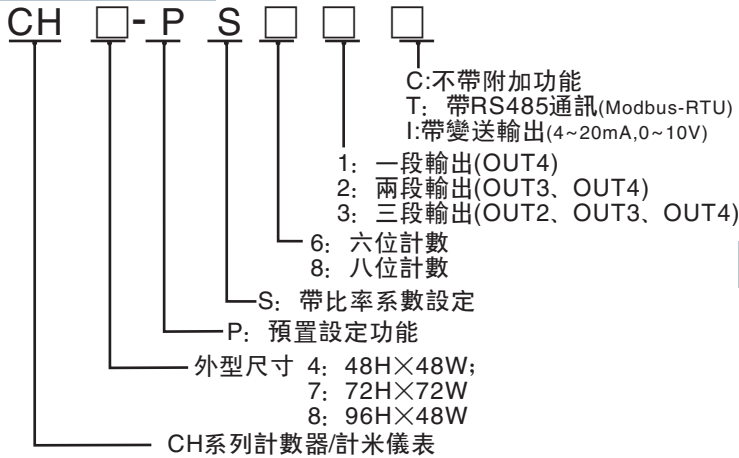 CH □-P S □ □ □
C:不帶附加功能
T：帶RS485通訊(Modbus-RTU)
I:帶變送輸出(4~20mA,0~10V)
1：一段輸出(OUT4)
2：兩段輸出(OUT3、OUT4)
3：三段輸出(OUT2、OUT3、OUT4)
6：六位計數
8：八位計數
S：帶比率系數設定
P：預置設定功能
外型尺寸 4：48H×48W;
7：72H×72W
8：96H×48W
CH系列計數器/計米儀表